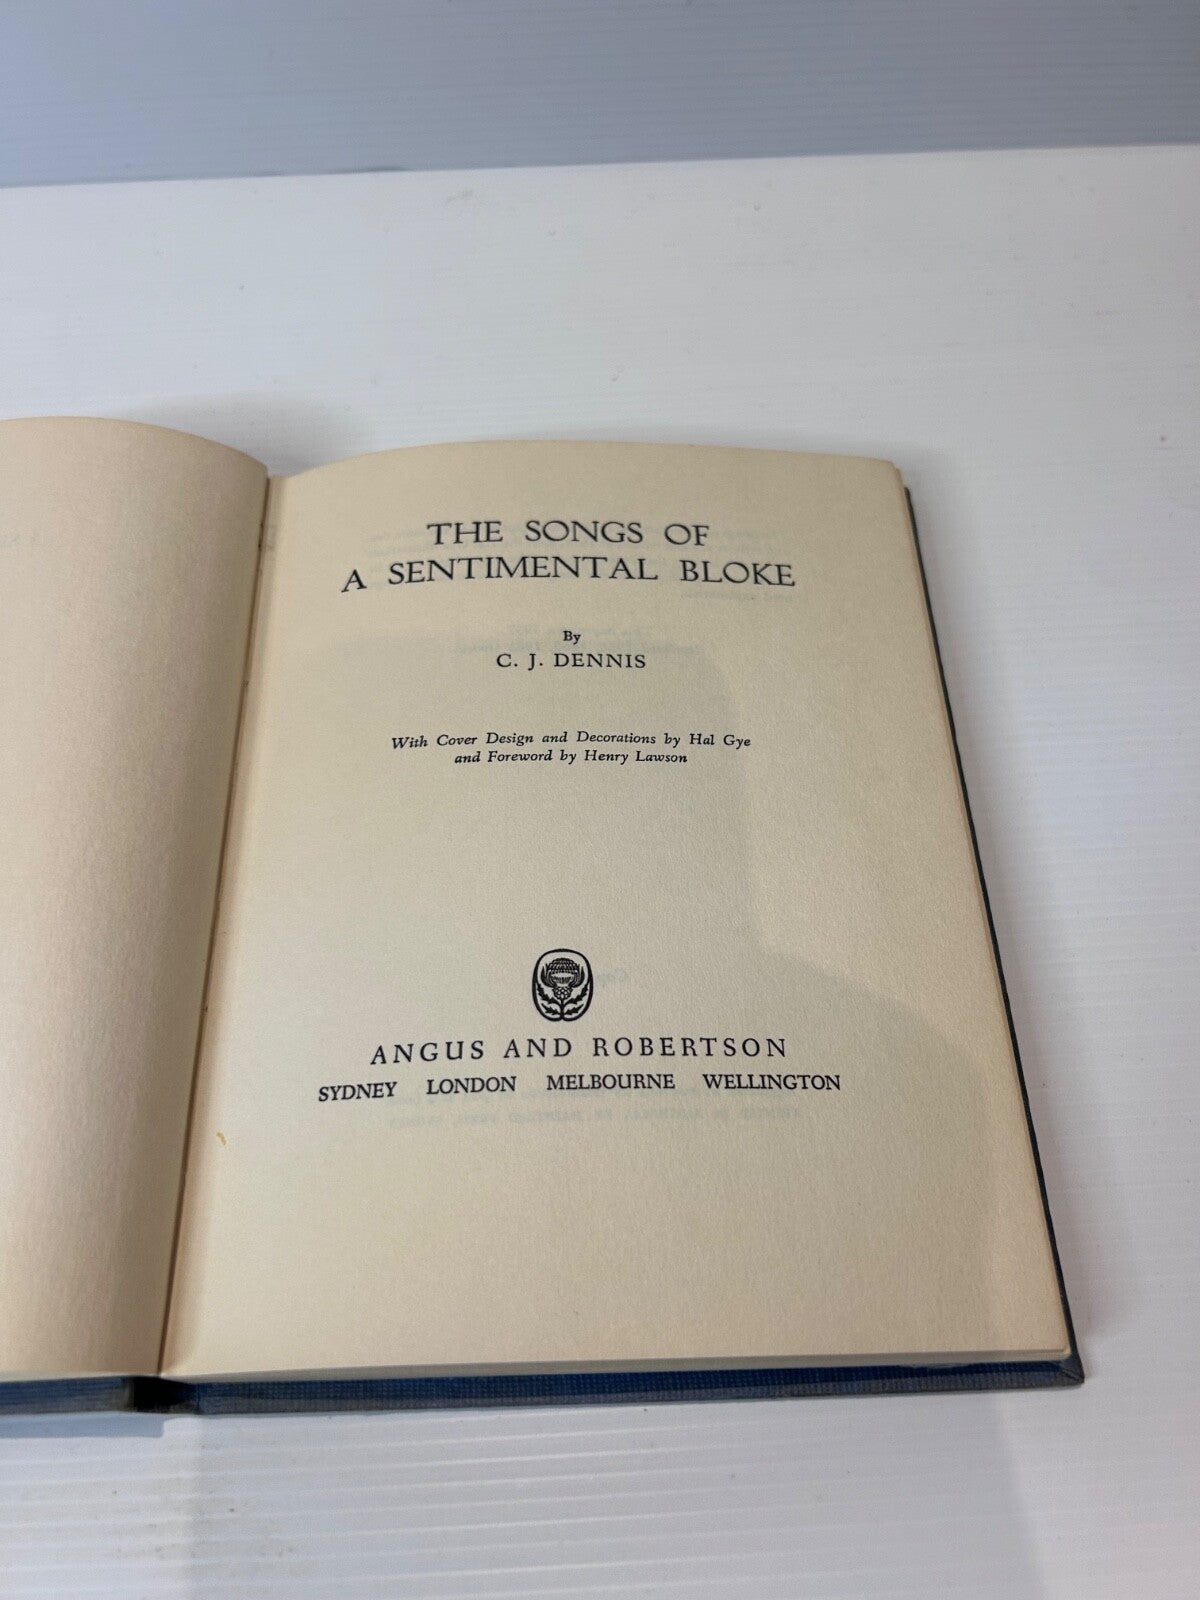 THE SONGS OF
A SENTIMENTAL BLOKE
By
C. J. DENNIS
With Cover Design and Decorations by Hal Gye
and Foreword by Henry Lawson
ANGUS AND ROBERTSON
SYDNEY LONDON MELBOURNE WELLINGTON